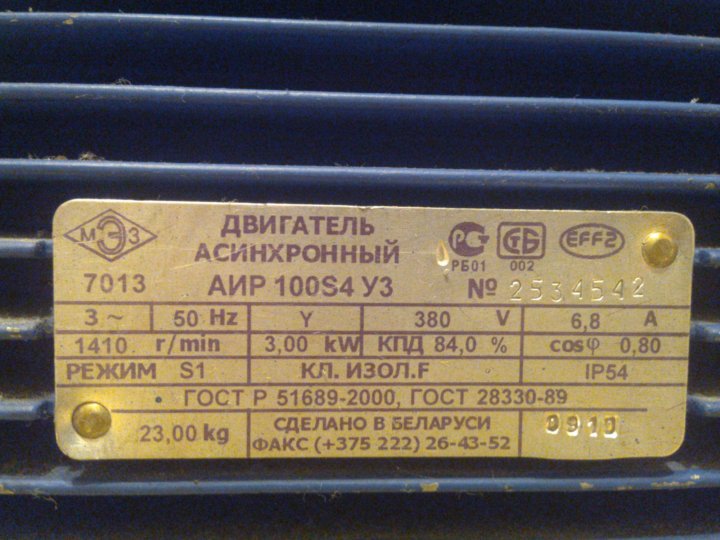 МЭЗ
ДВИГАТЕЛЬ
АСИНХРОННЫЙ
РБ01 002
EFF2
7013 АИР 100S4 У3 № 2534542
3 ~ 50 Hz Y 380 V 6,8 A
1410 r/min 3,00 kW КПД 84,0 % cosφ 0,80
РЕЖИМ S1 КЛ. ИЗОЛ.F IP54
ГОСТ Р 51689-2000, ГОСТ 28330-89
23,00 kg
СДЕЛАНО В БЕЛАРУСИ
ФАКС (+375 222) 26-43-52
0910